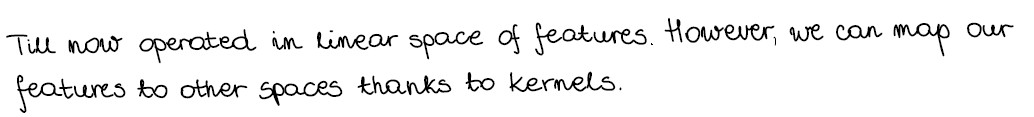 Till now operated in linear space of features. However, we can map our
features to other spaces thanks to kernels.